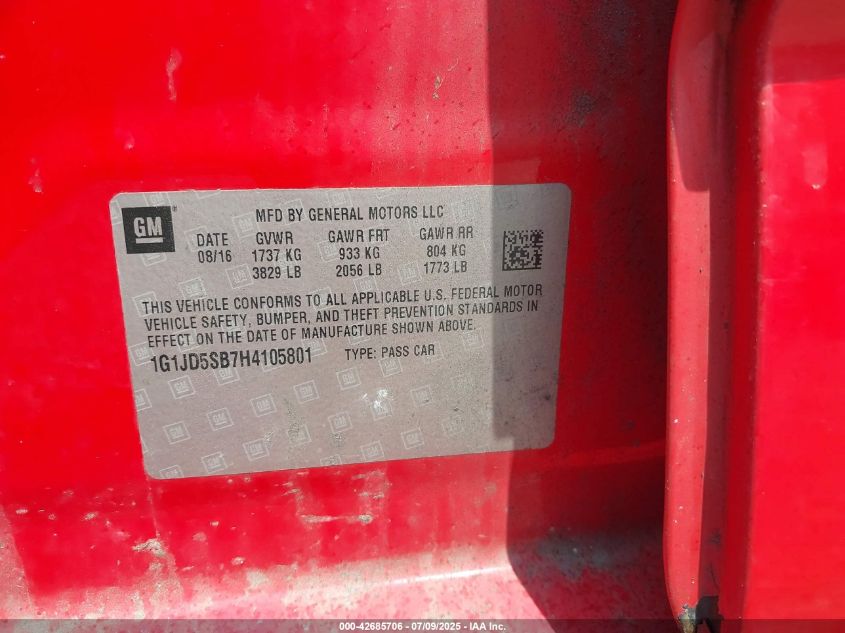 GM
MFD BY GENERAL MOTORS LLC
DATE GVWR GAWR FRT GAWR RR
08/16 1737 KG 933 KG 804 KG
3829 LB 2056 LB 1773 LB
THIS VEHICLE CONFORMS TO ALL APPLICABLE U.S. FEDERAL MOTOR
VEHICLE SAFETY, BUMPER, AND THEFT PREVENTION STANDARDS IN
EFFECT ON THE DATE OF MANUFACTURE SHOWN ABOVE.
1G1JD5SB7H4105801 TYPE: PASS CAR
000-42685706 - 07/09/2025 - IAA Inc.